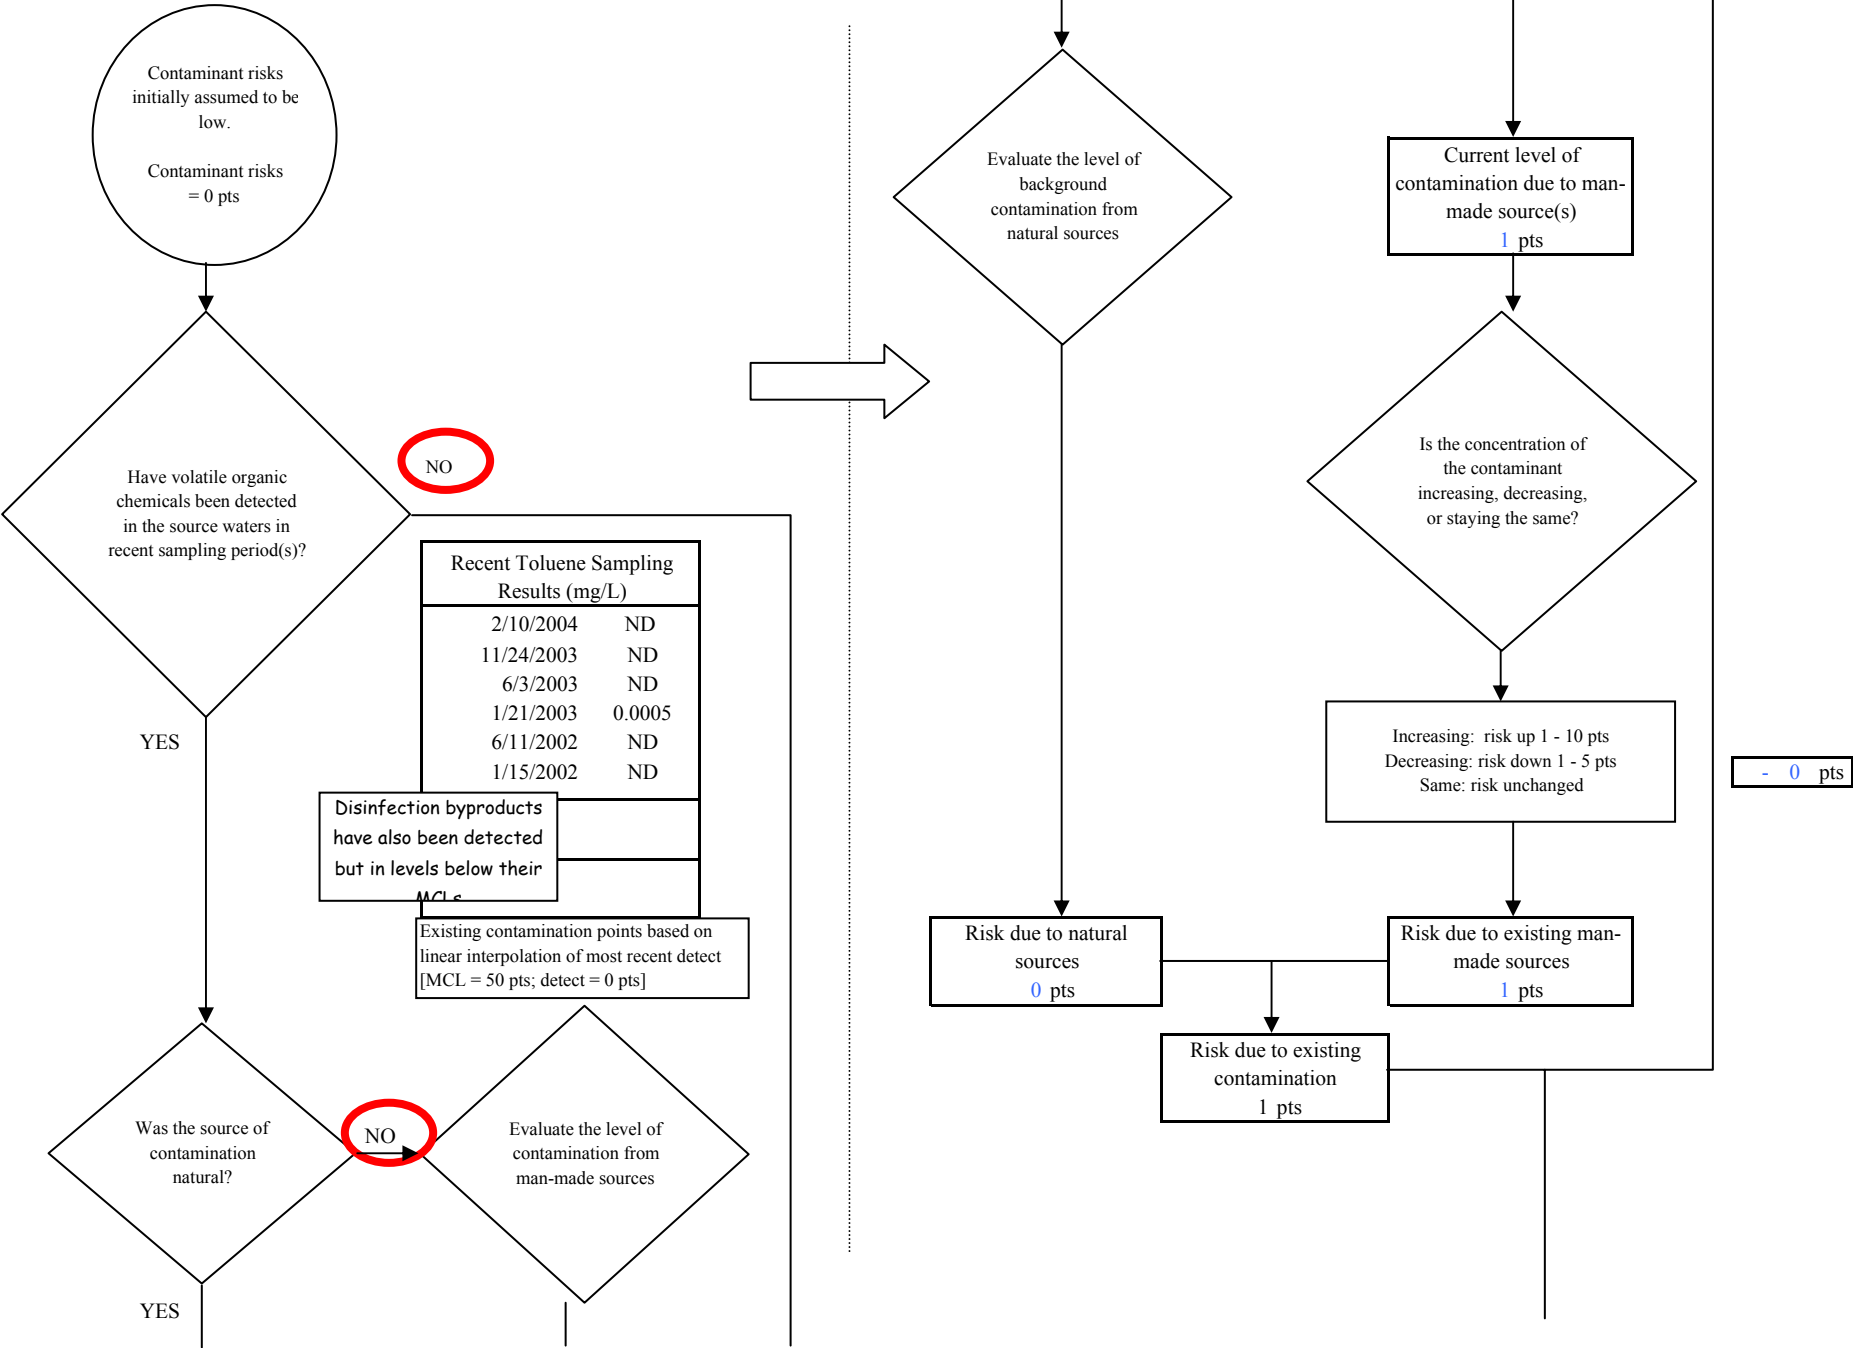 Contaminant risks
initially assumed to be
low.
Contaminant risks
= 0 pts
Have volatile organic
chemicals been detected
in the source waters in
recent sampling period(s)?
NO
YES
Recent Toluene Sampling
Results (mg/L)
2/10/2004 ND
11/24/2003 ND
6/3/2003 ND
1/21/2003 0.0005
6/11/2002 ND
1/15/2002 ND
Disinfection byproducts
have also been detected
but in levels below their
MCLs
Existing contamination points based on
linear interpolation of most recent detect
[MCL = 50 pts; detect = 0 pts]
Was the source of
contamination
natural?
NO
YES
Evaluate the level of
contamination from
man-made sources
Evaluate the level of
background
contamination from
natural sources
Current level of
contamination due to man-
made source(s)
1 pts
Is the concentration of
the contaminant
increasing, decreasing,
or staying the same?
Increasing: risk up 1 - 10 pts
Decreasing: risk down 1 - 5 pts
Same: risk unchanged
- 0 pts
Risk due to natural
sources
0 pts
Risk due to existing man-
made sources
1 pts
Risk due to existing
contamination
1 pts